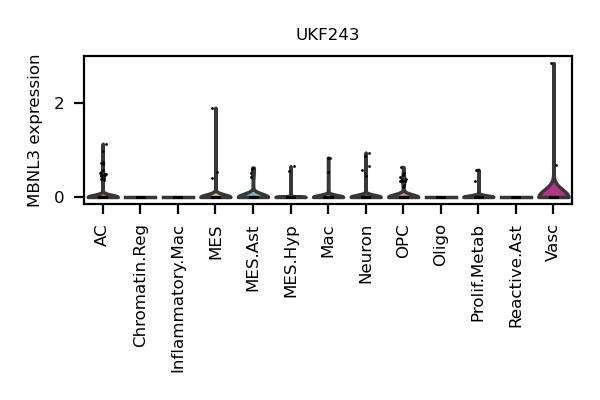 UKF243
MBNL3 expression
2
0
AC
Chromatin.Reg
Inflammatory.Mac
MES
MES.Ast
MES.Hyp
Mac
Neuron
OPC
Oligo
Prolif.Metab
Reactive.Ast
Vasc